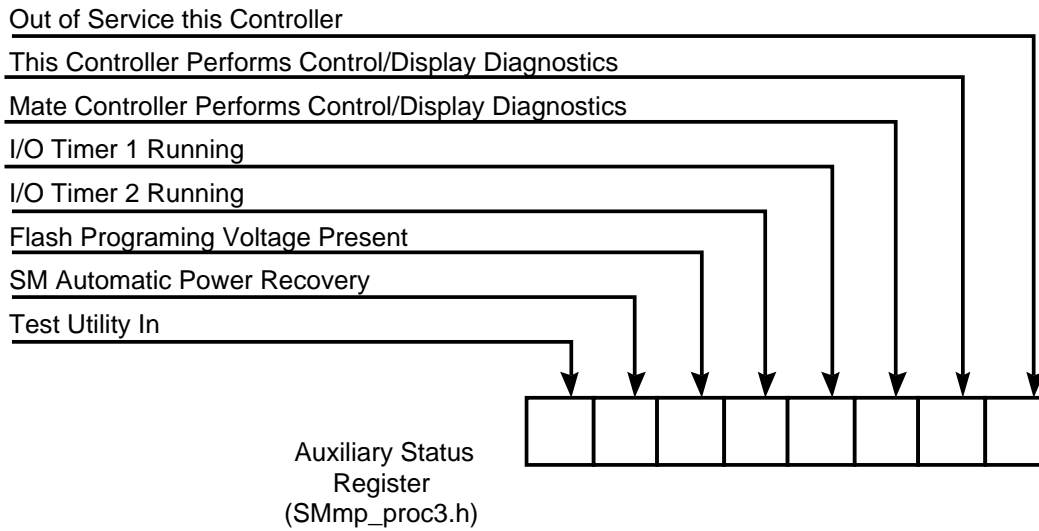 Out of Service this Controller
This Controller Performs Control/Display Diagnostics
Mate Controller Performs Control/Display Diagnostics
I/O Timer 1 Running
I/O Timer 2 Running
Flash Programing Voltage Present
SM Automatic Power Recovery
Test Utility In
Auxiliary Status
Register
(SMmp_proc3.h)